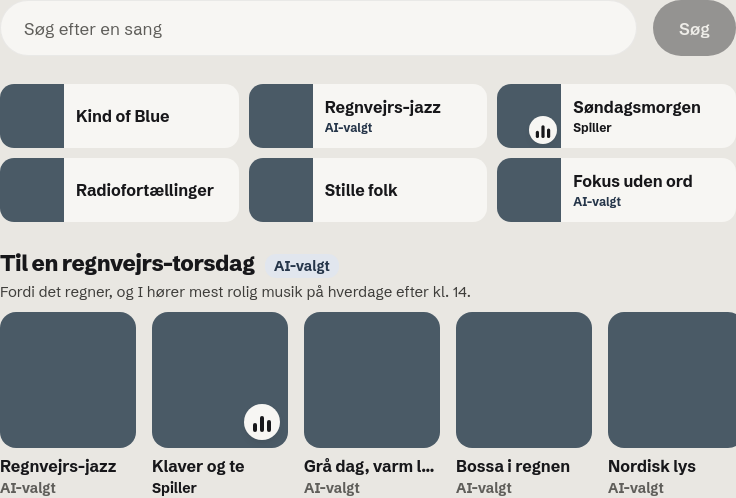 Søg efter en sang
Søg
Kind of Blue
Regnvejrs-jazz
AI-valgt
Søndagsmorgen
Spiller
Radiofortællinger
Stille folk
Fokus uden ord
AI-valgt
Til en regnvejrs-torsdag
AI-valgt
Fordi det regner, og I hører mest rolig musik på hverdage efter kl. 14.
Regnvejrs-jazz
AI-valgt
Klaver og te
Spiller
Grå dag, varm l...
AI-valgt
Bossa i regnen
AI-valgt
Nordisk lys
AI-valgt